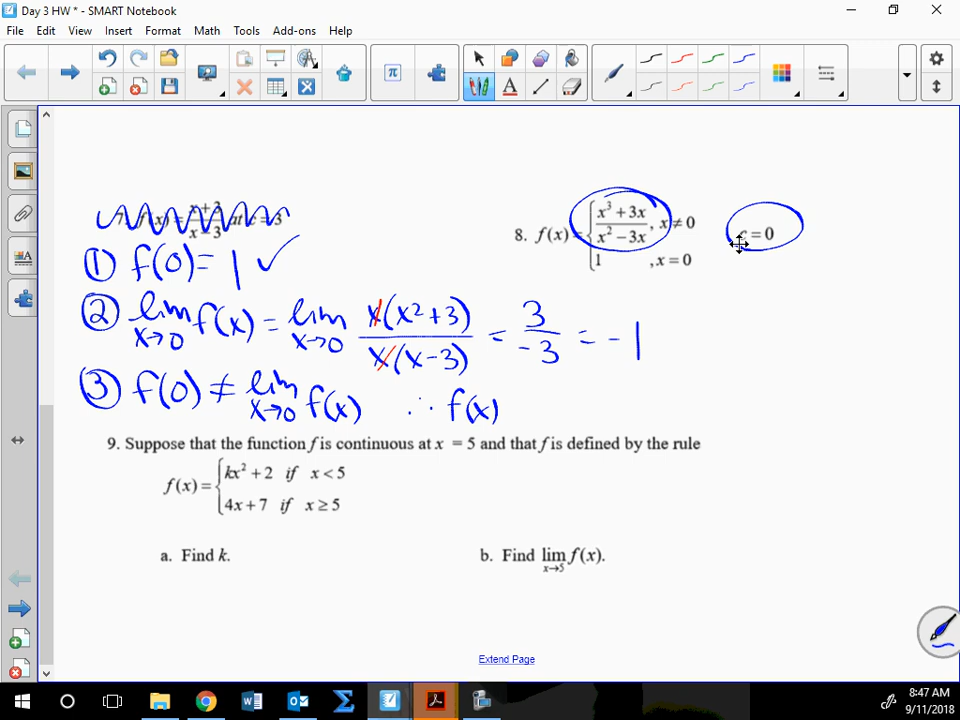 Day 3 HW * - SMART Notebook
File Edit View Insert Format Math Tools Add-ons Help
8. f(x) = { x³ + 3x / x² − 3x , x ≠ 0
1 , x = 0
c = 0
① f(0) = 1 ✓
② lim x→0 f(x) = lim x→0 x(x² + 3) / x(x − 3) = 3 / −3 = −1
③ f(0) ≠ lim x→0 f(x) ∴ f(x)
9. Suppose that the function f is continuous at x = 5 and that f is defined by the rule
f(x) = { kx² + 2 if x < 5
4x + 7 if x ≥ 5
a. Find k. b. Find lim x→5 f(x).
Extend Page
8:47 AM
9/11/2018